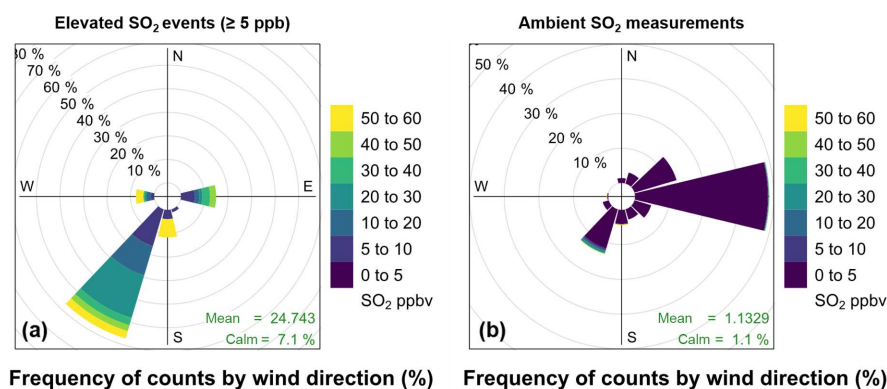 Elevated SO2 events (≥ 5 ppb)
30 %
70 %
60 %
50 %
40 %
30 %
20 %
10 %
N
W
E
S
50 to 60
40 to 50
30 to 40
20 to 30
10 to 20
5 to 10
0 to 5
SO2 ppbv
(a)
Mean = 24.743
Calm = 7.1 %
Frequency of counts by wind direction (%)
Ambient SO2 measurements
50 %
40 %
30 %
20 %
10 %
N
W
S
50 to 60
40 to 50
30 to 40
20 to 30
10 to 20
5 to 10
0 to 5
SO2 ppbv
(b)
Mean = 1.1329
Calm = 1.1 %
Frequency of counts by wind direction (%)